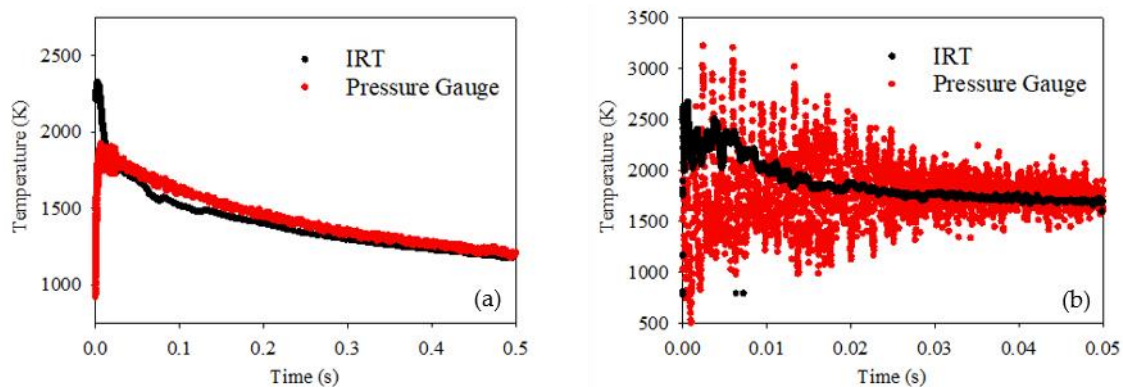 2500
2000
1500
1000
Temperature (K)
IRT
Pressure Gauge
(a)
0.0 0.1 0.2 0.3 0.4 0.5
Time (s)
3500
3000
2500
2000
1500
1000
500
Temperature (K)
IRT
Pressure Gauge
(b)
0.00 0.01 0.02 0.03 0.04 0.05
Time (s)